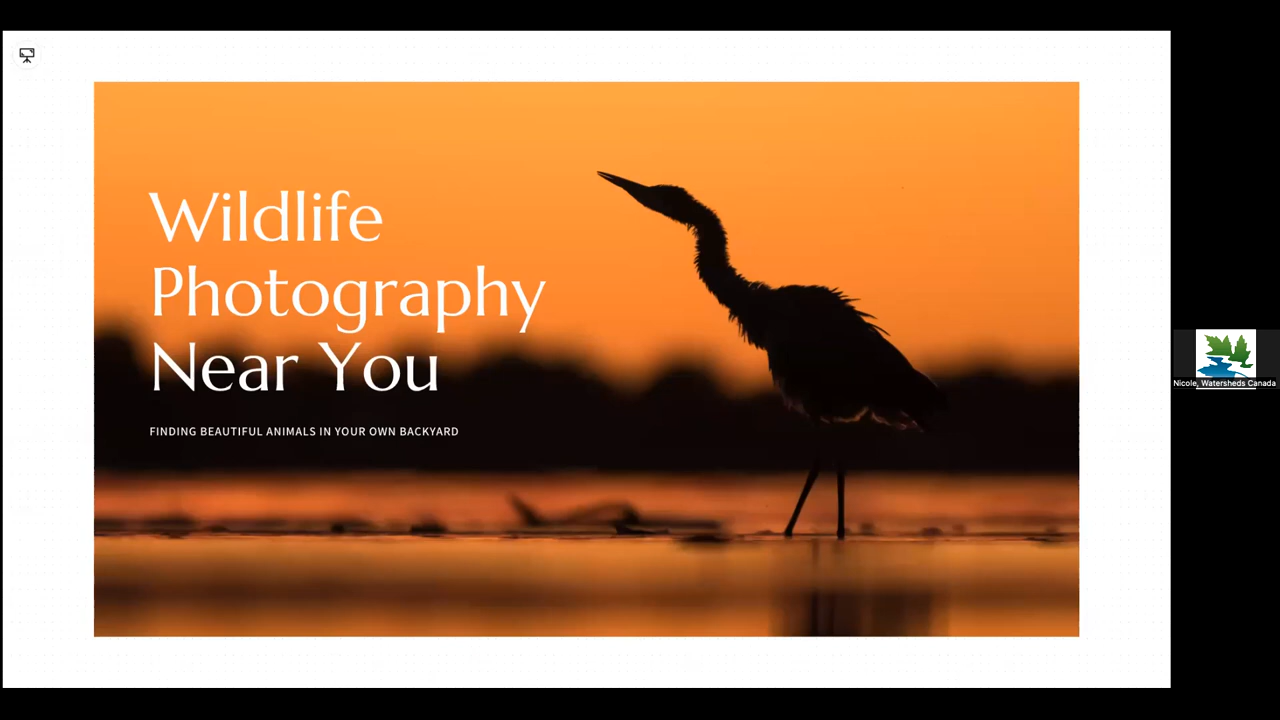 Wildlife
Photography
Near You
FINDING BEAUTIFUL ANIMALS IN YOUR OWN BACKYARD
Nicole, Watersheds Canada